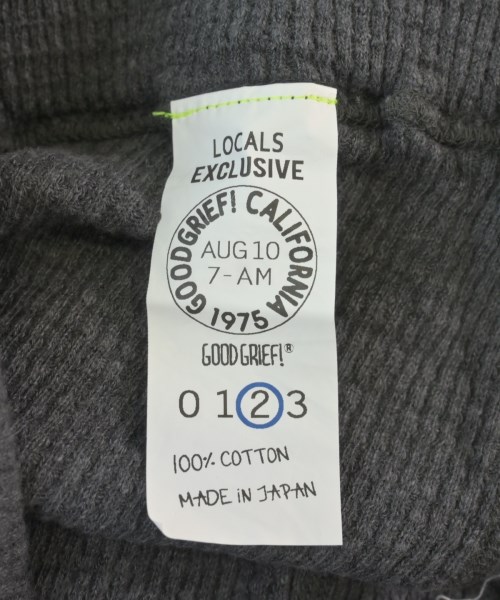 LOCALS
EXCLUSIVE
GOODGRIEF! CALIFORNIA
AUG 10
7-AM
1975
GOOD GRIEF!®
0 1 2 3
100% COTTON
MADE iN JAPAN